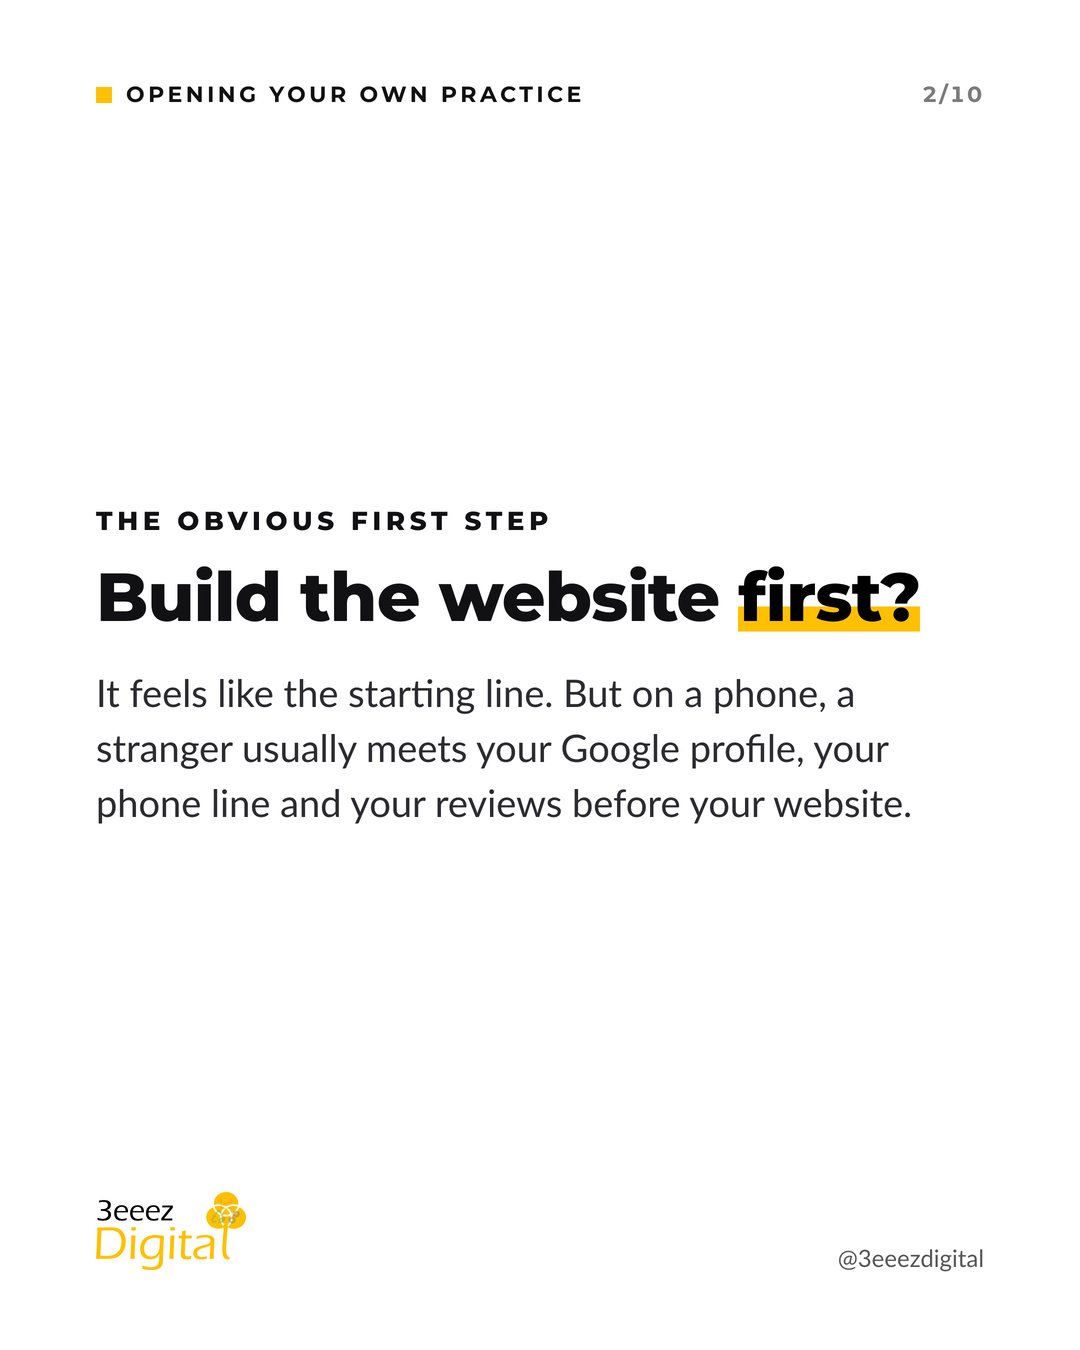 OPENING YOUR OWN PRACTICE
2/10
THE OBVIOUS FIRST STEP
Build the website first?
It feels like the starting line. But on a phone, a
stranger usually meets your Google profile, your
phone line and your reviews before your website.
3eeez
Digital
@3eeezdigital